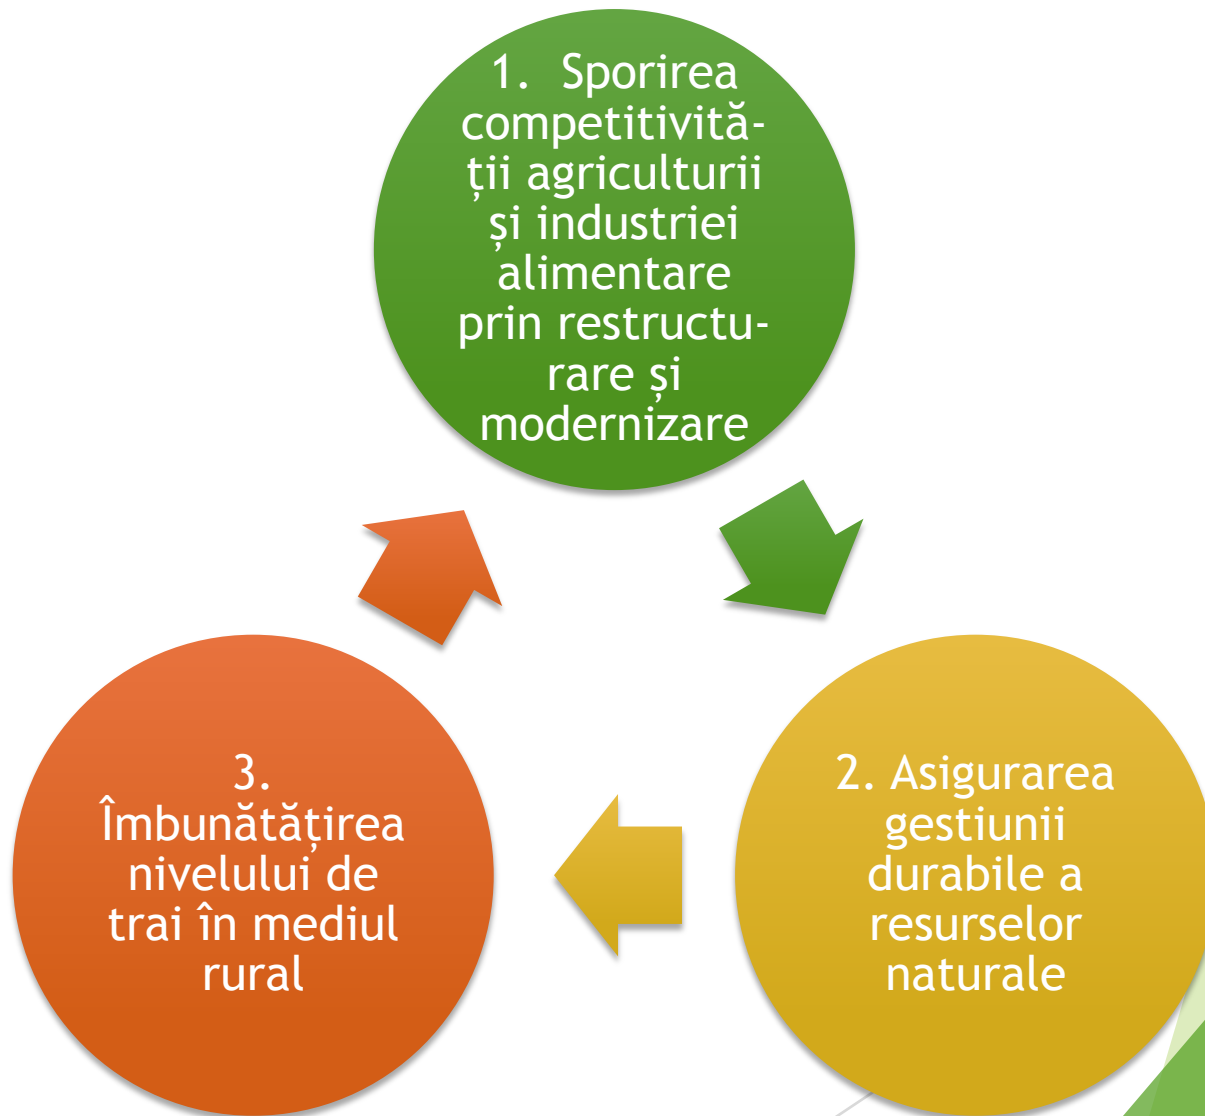 1. Sporirea
competitivită-
ții agriculturii
și industriei
alimentare
prin restructu-
rare și
modernizare
2. Asigurarea
gestiunii
durabile a
resurselor
naturale
3.
Îmbunătățirea
nivelului de
trai în mediul
rural